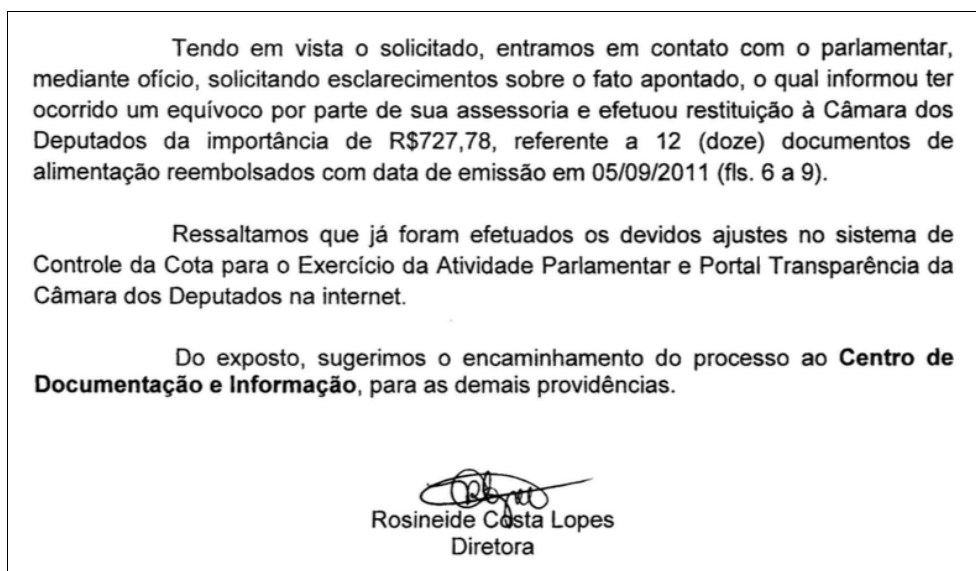 Tendo em vista o solicitado, entramos em contato com o parlamentar,
mediante ofício, solicitando esclarecimentos sobre o fato apontado, o qual informou ter
ocorrido um equívoco por parte de sua assessoria e efetuou restituição à Câmara dos
Deputados da importância de R$727,78, referente a 12 (doze) documentos de
alimentação reembolsados com data de emissão em 05/09/2011 (fls. 6 a 9).
Ressaltamos que já foram efetuados os devidos ajustes no sistema de
Controle da Cota para o Exercício da Atividade Parlamentar e Portal Transparência da
Câmara dos Deputados na internet.
Do exposto, sugerimos o encaminhamento do processo ao Centro de
Documentação e Informação, para as demais providências.
Rosineide Costa Lopes
Diretora